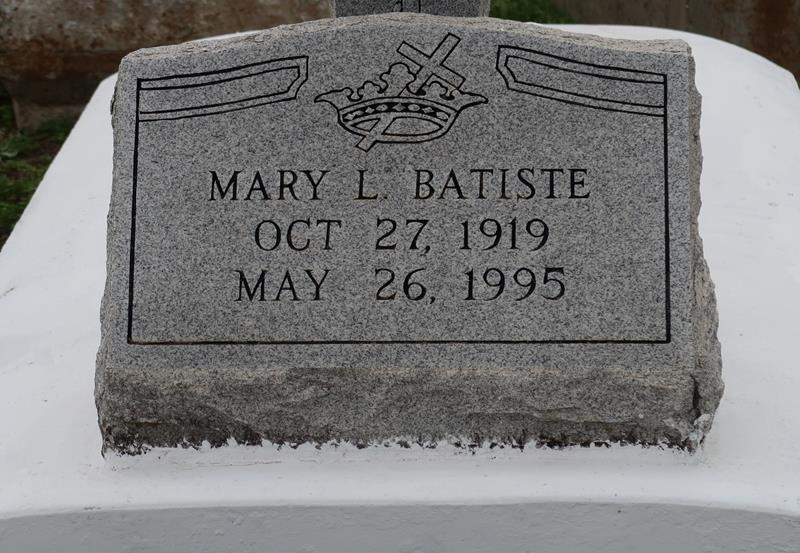 MARY L. BATISTE
OCT 27, 1919
MAY 26, 1995